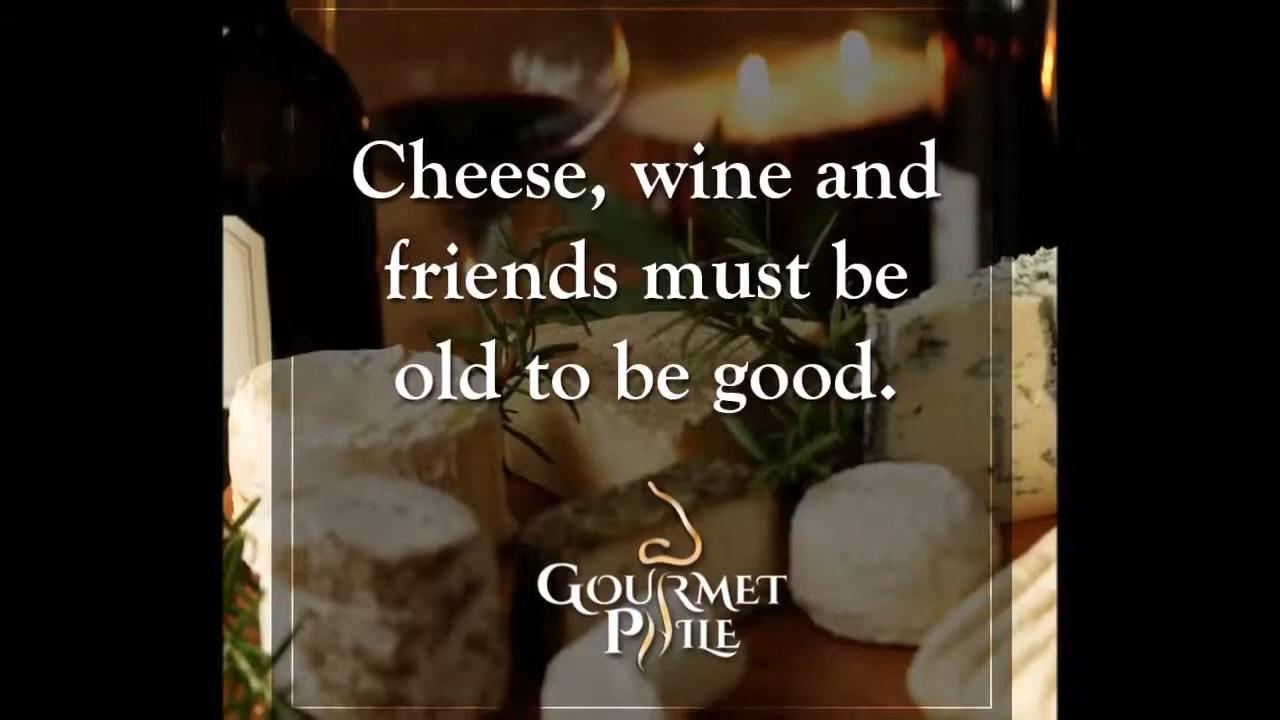 Cheese, wine and
friends must be
old to be good.
GOURMET
PHILE